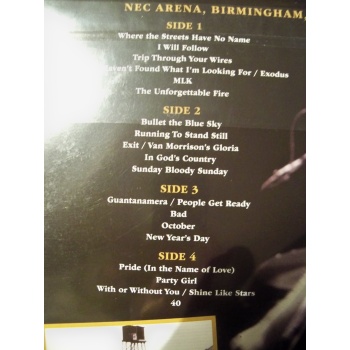 NEC ARENA, BIRMINGHAM,
SIDE 1
Where the Streets Have No Name
I Will Follow
Trip Through Your Wires
Found What I'm Looking For / Exodus
MLK
The Unforgettable Fire
SIDE 2
Bullet the Blue Sky
Running To Stand Still
Exit / Van Morrison's Gloria
In God's Country
Sunday Bloody Sunday
SIDE 3
Guantanamera / People Get Ready
Bad
October
New Year's Day
SIDE 4
Pride (In the Name of Love)
Party Girl
With or Without You / Shine Like Stars
40